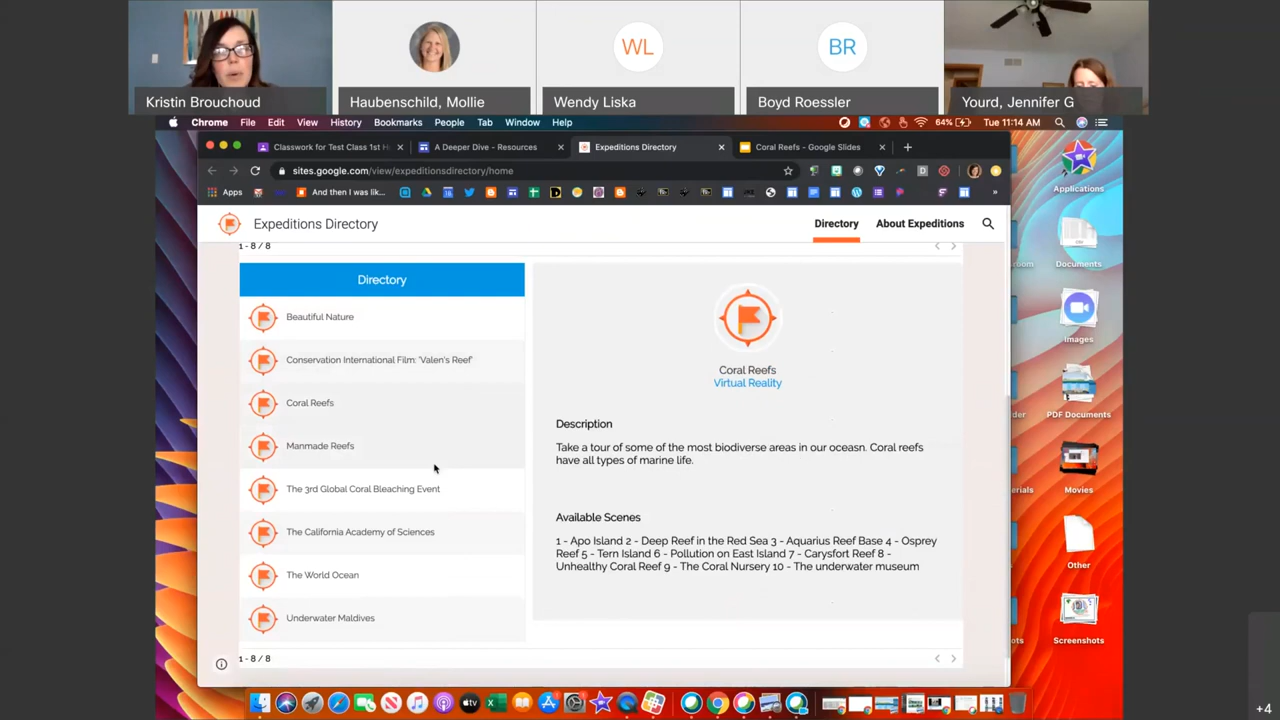 WL
BR
Kristin Brouchoud
Haubenschild, Mollie
Wendy Liska
Boyd Roessler
Yourd, Jennifer G
Chrome File Edit View History Bookmarks People Tab Window Help
64% Tue 11:14 AM
Classwork for Test Class 1st H
A Deeper Dive - Resources
Expeditions Directory
Coral Reefs - Google Slides
sites.google.com/view/expeditionsdirectory/home
Apps
And then I was like...
Expeditions Directory
Directory
About Expeditions
1 - 8 / 8
Directory
Beautiful Nature
Conservation International Film: 'Valen's Reef'
Coral Reefs
Manmade Reefs
The 3rd Global Coral Bleaching Event
The California Academy of Sciences
The World Ocean
Underwater Maldives
1 - 8 / 8
Coral Reefs
Virtual Reality
Description
Take a tour of some of the most biodiverse areas in our oceasn. Coral reefs
have all types of marine life.
Available Scenes
1 - Apo Island 2 - Deep Reef in the Red Sea 3 - Aquarius Reef Base 4 - Osprey
Reef 5 - Tern Island 6 - Pollution on East Island 7 - Carysfort Reef 8 -
Unhealthy Coral Reef 9 - The Coral Nursery 10 - The underwater museum
Applications
Documents
Images
PDF Documents
Movies
Other
Screenshots
tv
+4